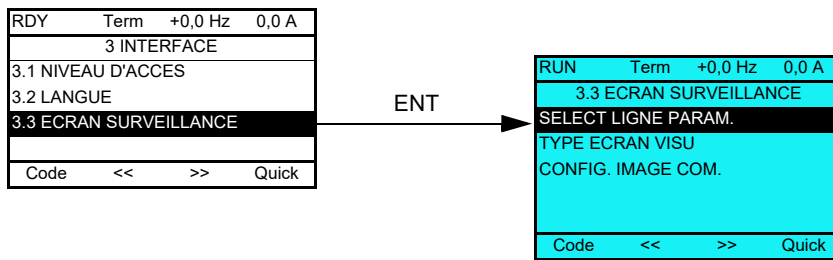 RDY Term +0,0 Hz 0,0 A
3 INTERFACE
3.1 NIVEAU D'ACCES
3.2 LANGUE
3.3 ECRAN SURVEILLANCE
Code << >> Quick
ENT
RUN Term +0,0 Hz 0,0 A
3.3 ECRAN SURVEILLANCE
SELECT LIGNE PARAM.
TYPE ECRAN VISU
CONFIG. IMAGE COM.
Code << >> Quick